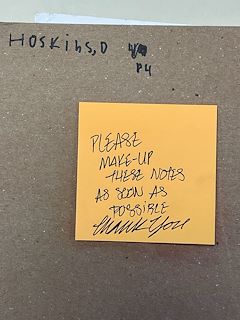 HOSKINS, D
P4
PLEASE
MAKE-UP
THESE NOTES
AS SOON AS
POSSIBLE
THANK YOU